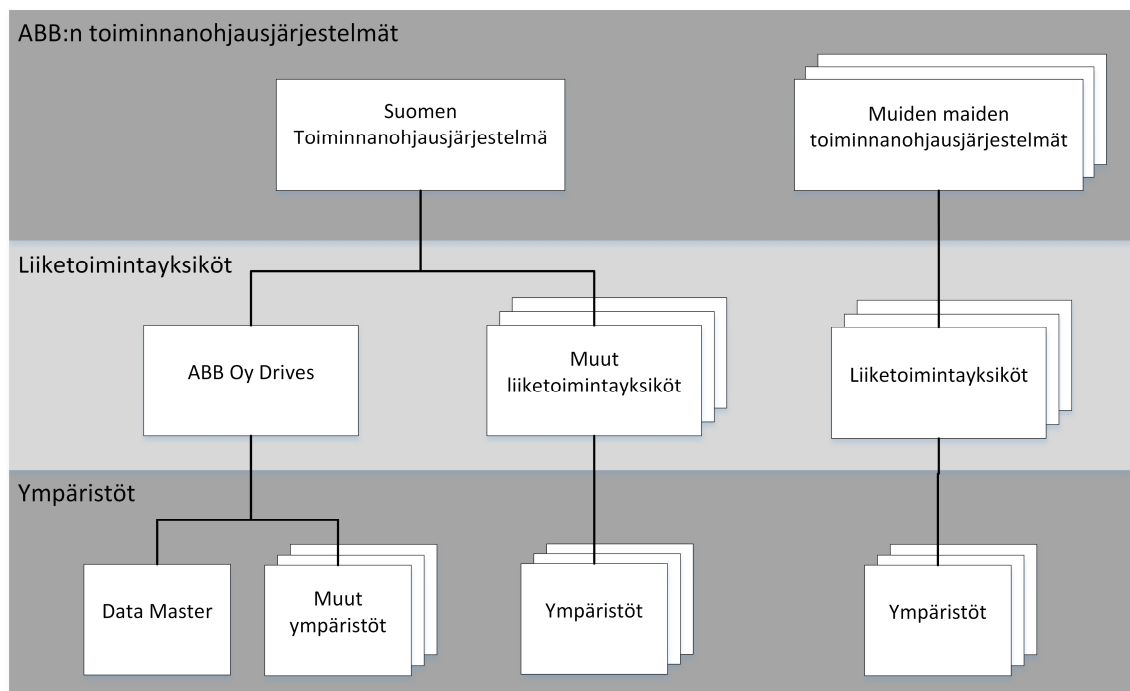 ABB:n toiminnanohjausjärjestelmät
Suomen
Toiminnanohjausjärjestelmä
Muiden maiden
toiminnanohjausjärjestelmät
Liiketoimintayksiköt
ABB Oy Drives
Muut
liiketoimintayksiköt
Liiketoimintayksiköt
Ympäristöt
Data Master
Muut
ympäristöt
Ympäristöt
Ympäristöt